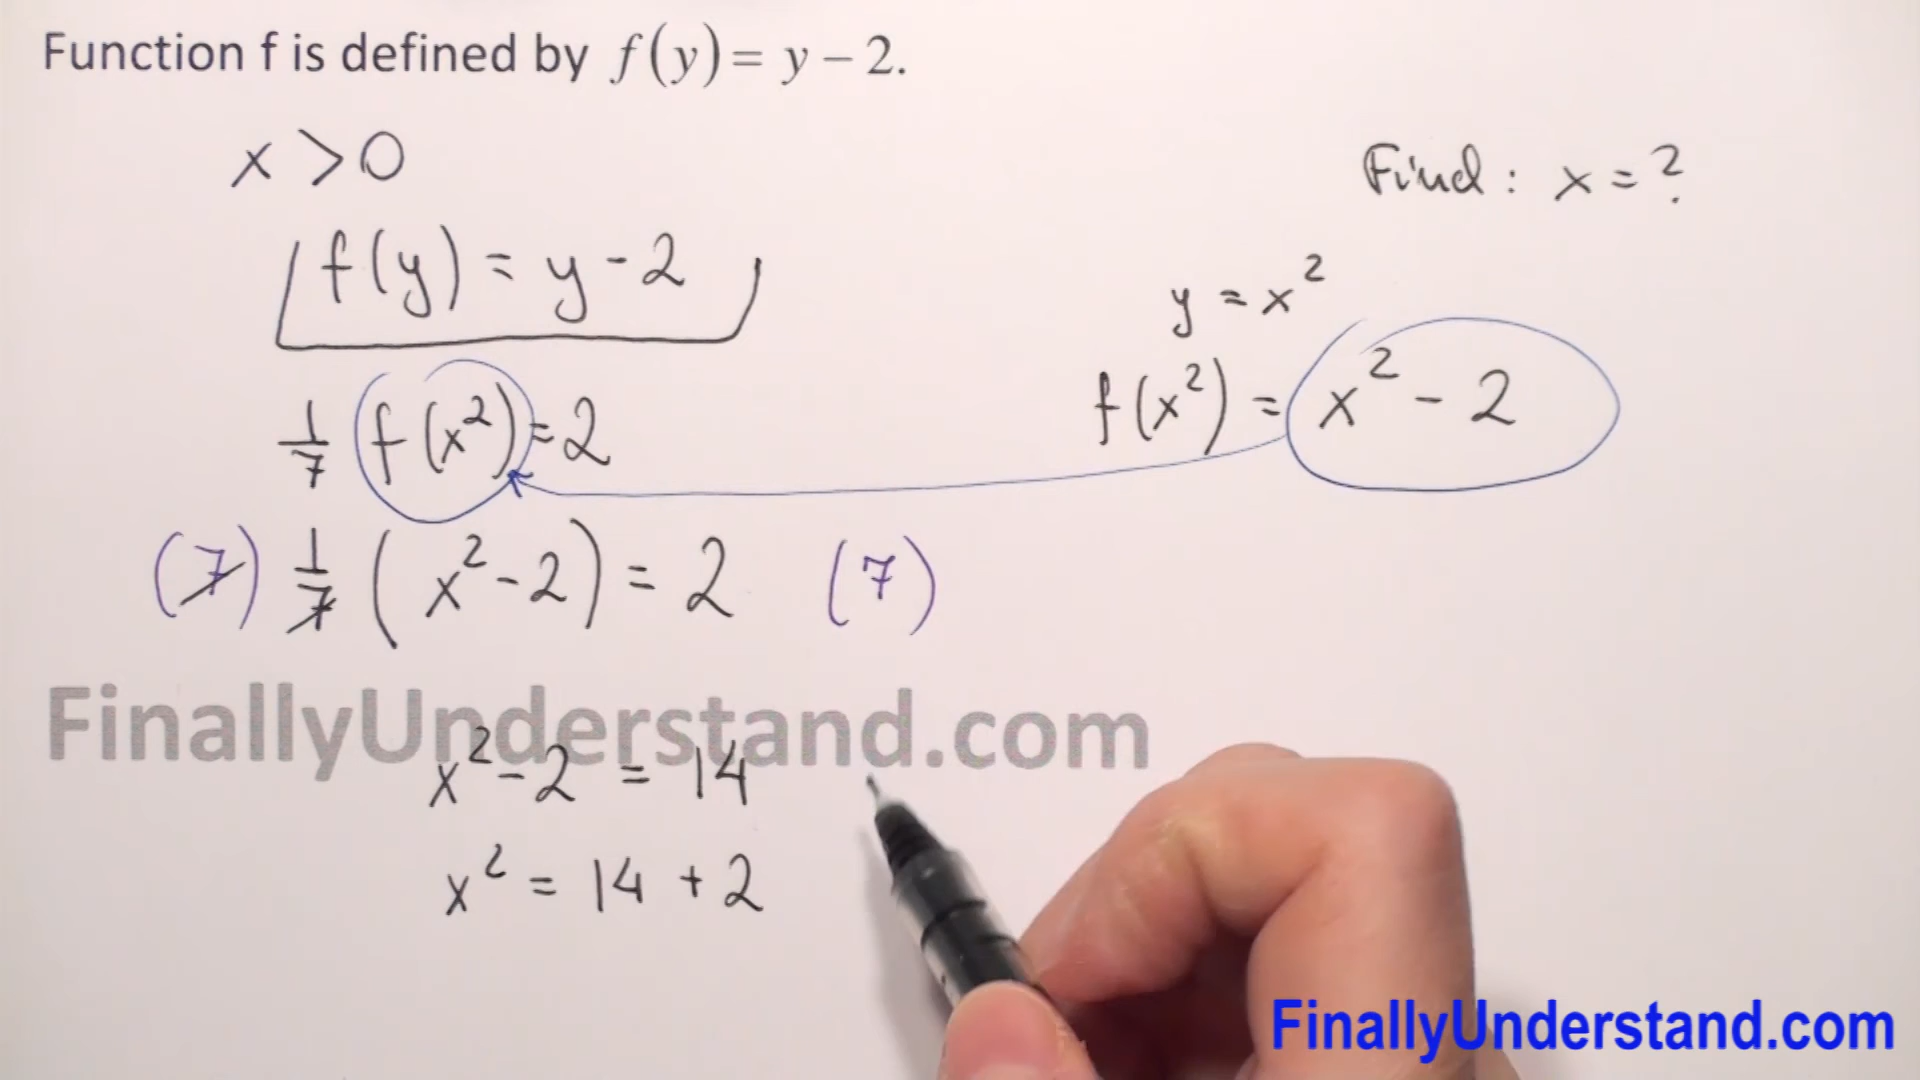 Function f is defined by f(y) = y − 2.
x > 0
Find: x = ?
f(y) = y - 2
y = x²
f(x²) = x² - 2
1/7 f(x²) = 2
(7) 1/7 (x² - 2) = 2 (7)
FinallyUnderstand.com
x² - 2 = 14
x² = 14 + 2
FinallyUnderstand.com